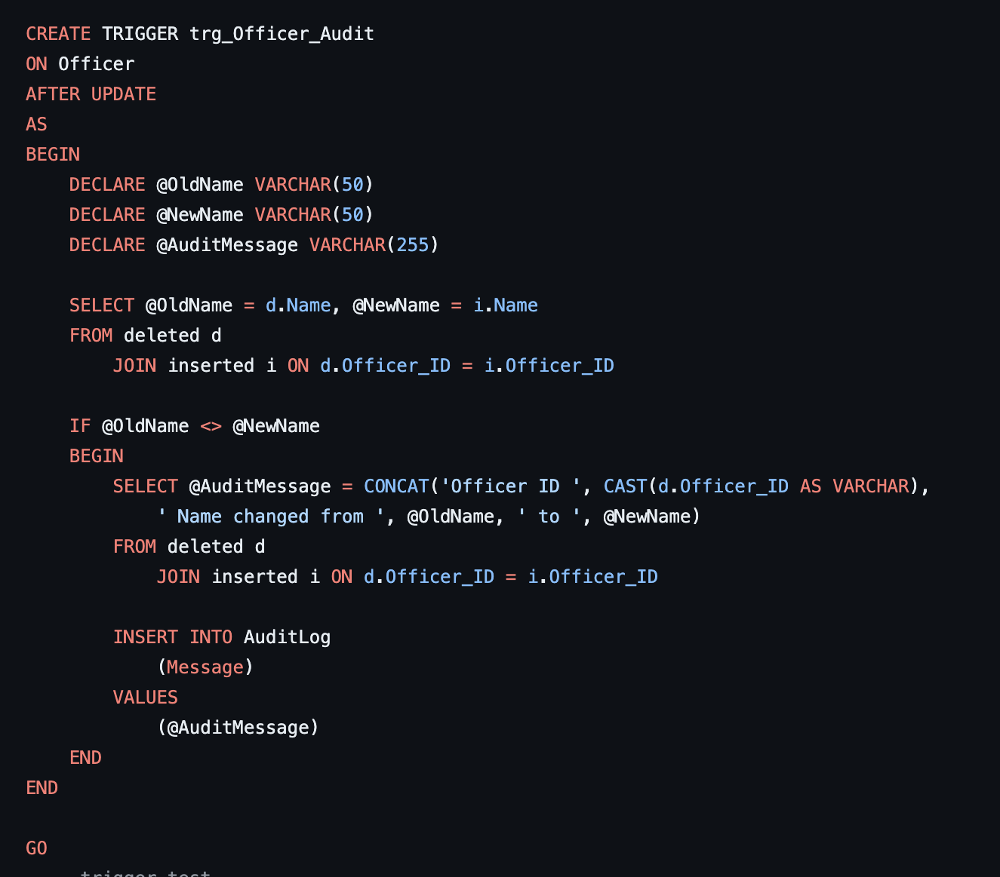 CREATE TRIGGER trg_Officer_Audit
ON Officer
AFTER UPDATE
AS
BEGIN
    DECLARE @OldName VARCHAR(50)
    DECLARE @NewName VARCHAR(50)
    DECLARE @AuditMessage VARCHAR(255)

    SELECT @OldName = d.Name, @NewName = i.Name
    FROM deleted d
        JOIN inserted i ON d.Officer_ID = i.Officer_ID

    IF @OldName <> @NewName
    BEGIN
        SELECT @AuditMessage = CONCAT('Officer ID ', CAST(d.Officer_ID AS VARCHAR),
            ' Name changed from ', @OldName, ' to ', @NewName)
        FROM deleted d
            JOIN inserted i ON d.Officer_ID = i.Officer_ID

        INSERT INTO AuditLog
            (Message)
        VALUES
            (@AuditMessage)
    END
END

GO
trigger test